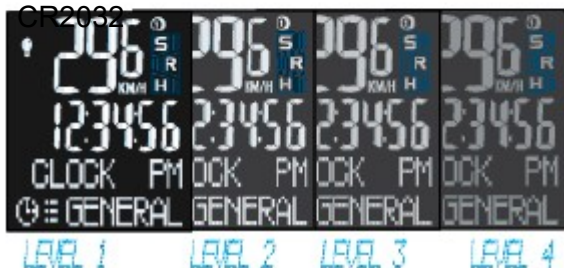 CR2032
296 296 296 296
S S S S
R R R R
KM/H H KM/H H KM/H H KM/H H
12:34:56 2:34:56 2:34:56 2:34:56
CLOCK PM OCK PM OCK PM OCK PM
GENERAL GENERAL GENERAL GENERAL
LEVEL 1 LEVEL 2 LEVEL 3 LEVEL 4